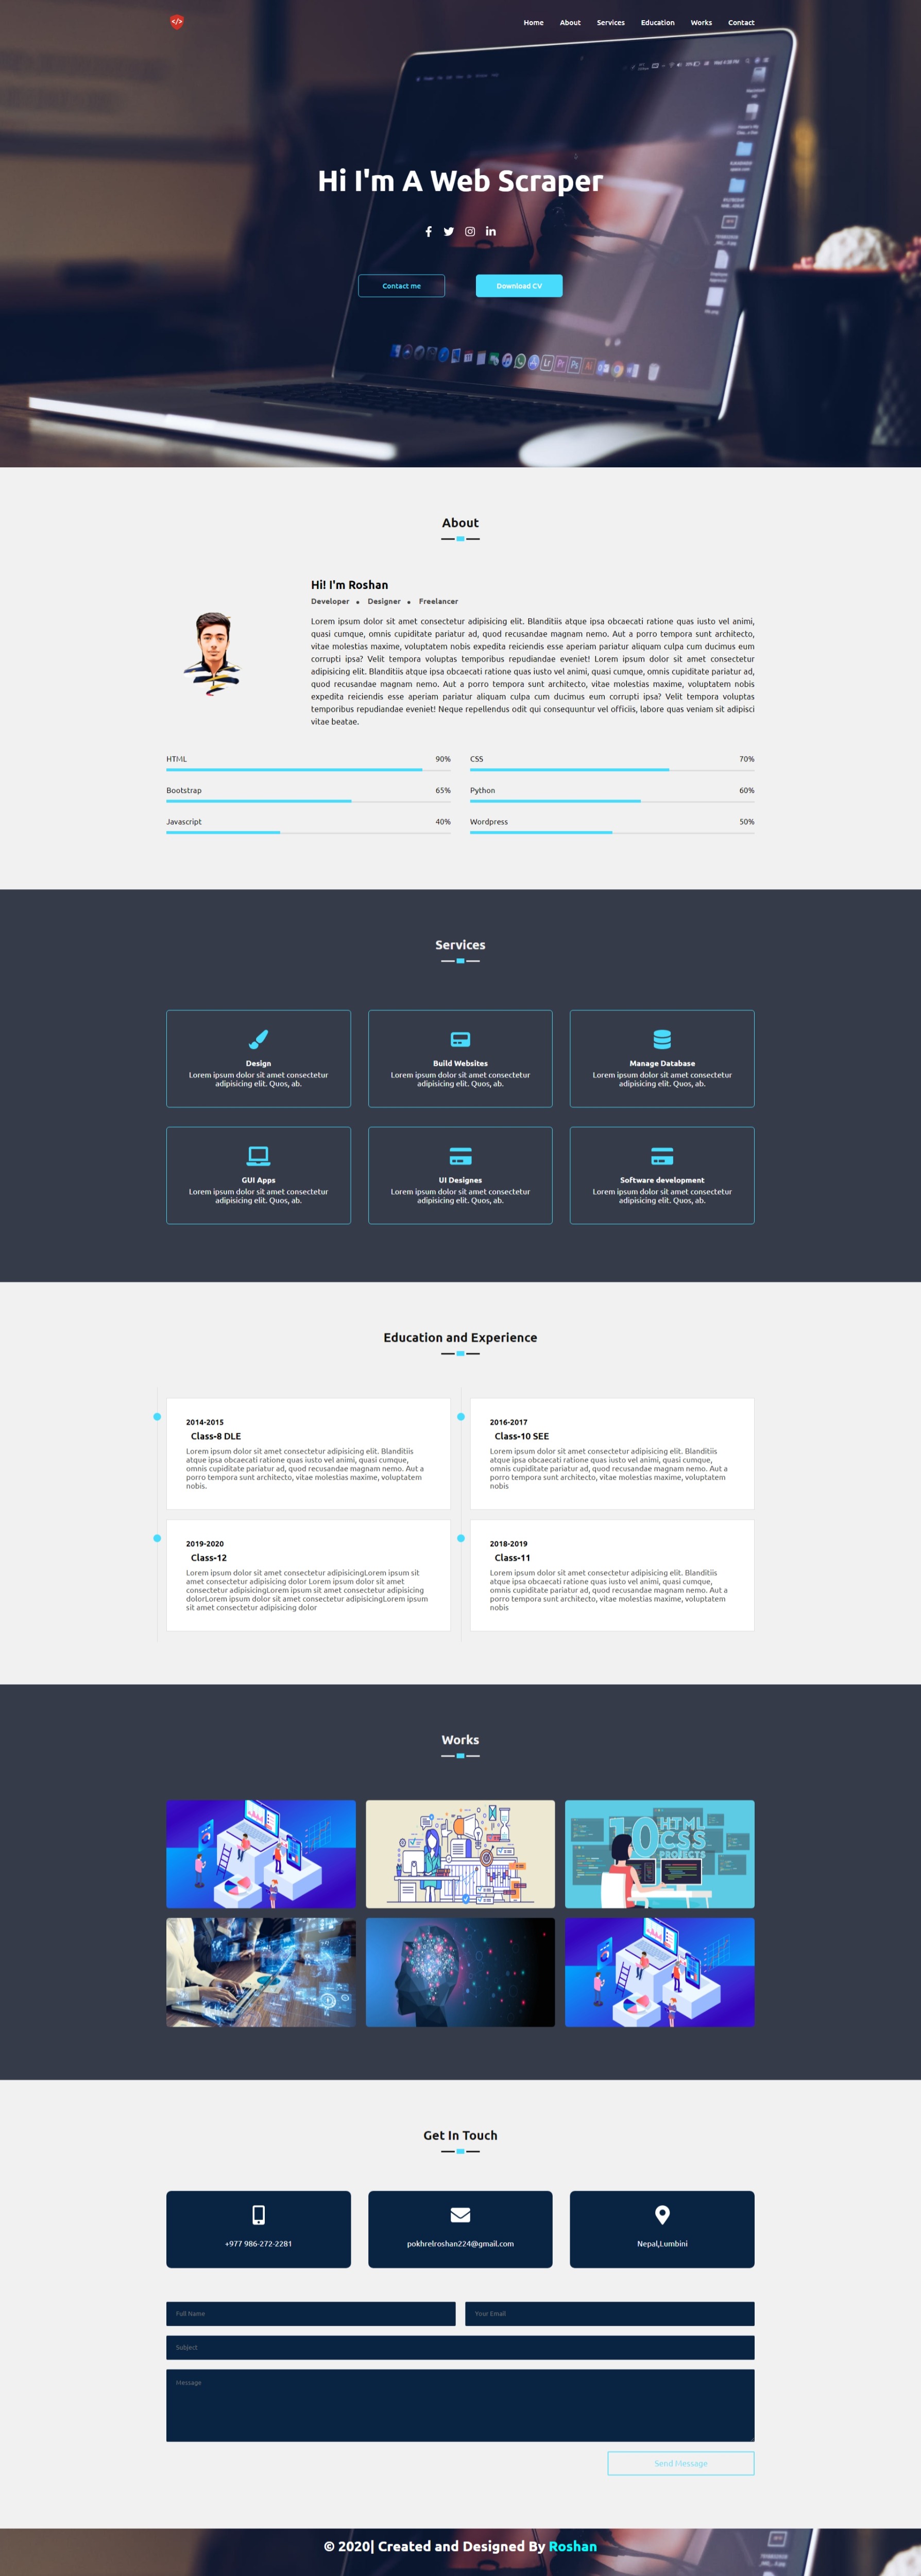 </>
Home About Services Education Works Contact
Hi I'm A Web Scraper
Contact me Download CV
About
Hi! I'm Roshan
Developer • Designer • Freelancer
Lorem ipsum dolor sit amet consectetur adipisicing elit. Blanditiis atque ipsa obcaecati ratione quas iusto vel animi,
quasi cumque, omnis cupiditate pariatur ad, quod recusandae magnam nemo. Aut a porro tempora sunt architecto,
vitae molestias maxime, voluptatem nobis expedita reiciendis esse aperiam pariatur aliquam culpa cum ducimus eum
corrupti ipsa? Velit tempora voluptas temporibus repudiandae eveniet! Lorem ipsum dolor sit amet consectetur
adipisicing elit. Blanditiis atque ipsa obcaecati ratione quas iusto vel animi, quasi cumque, omnis cupiditate pariatur ad,
quod recusandae magnam nemo. Aut a porro tempora sunt architecto, vitae molestias maxime, voluptatem nobis
expedita reiciendis esse aperiam pariatur aliquam culpa cum ducimus eum corrupti ipsa? Velit tempora voluptas
temporibus repudiandae eveniet! Neque repellendus odit qui consequuntur vel officiis, labore quas veniam sit adipisci
vitae beatae.
HTML 90%
CSS 70%
Bootstrap 65%
Python 60%
Javascript 40%
Wordpress 50%
Services
Design
Lorem ipsum dolor sit amet consectetur
adipisicing elit. Quos, ab.
Build Websites
Lorem ipsum dolor sit amet consectetur
adipisicing elit. Quos, ab.
Manage Database
Lorem ipsum dolor sit amet consectetur
adipisicing elit. Quos, ab.
GUI Apps
Lorem ipsum dolor sit amet consectetur
adipisicing elit. Quos, ab.
UI Designes
Lorem ipsum dolor sit amet consectetur
adipisicing elit. Quos, ab.
Software development
Lorem ipsum dolor sit amet consectetur
adipisicing elit. Quos, ab.
Education and Experience
2014-2015
Class-8 DLE
Lorem ipsum dolor sit amet consectetur adipisicing elit. Blanditiis
atque ipsa obcaecati ratione quas iusto vel animi, quasi cumque,
omnis cupiditate pariatur ad, quod recusandae magnam nemo. Aut a
porro tempora sunt architecto, vitae molestias maxime, voluptatem
nobis.
2016-2017
Class-10 SEE
Lorem ipsum dolor sit amet consectetur adipisicing elit. Blanditiis
atque ipsa obcaecati ratione quas iusto vel animi, quasi cumque,
omnis cupiditate pariatur ad, quod recusandae magnam nemo. Aut a
porro tempora sunt architecto, vitae molestias maxime, voluptatem
nobis
2019-2020
Class-12
Lorem ipsum dolor sit amet consectetur adipisicingLorem ipsum sit
amet consectetur adipisicing dolor Lorem ipsum dolor sit amet
consectetur adipisicingLorem ipsum sit amet consectetur adipisicing
dolorLorem ipsum dolor sit amet consectetur adipisicingLorem ipsum
sit amet consectetur adipisicing dolor
2018-2019
Class-11
Lorem ipsum dolor sit amet consectetur adipisicing elit. Blanditiis
atque ipsa obcaecati ratione quas iusto vel animi, quasi cumque,
omnis cupiditate pariatur ad, quod recusandae magnam nemo. Aut a
porro tempora sunt architecto, vitae molestias maxime, voluptatem
nobis
Works
10 HTML
CSS
PROJECTS
Get In Touch
+977 986-272-2281
pokhrelroshan224@gmail.com
Nepal,Lumbini
Full Name
Your Email
Subject
Message
Send Message
© 2020| Created and Designed By Roshan